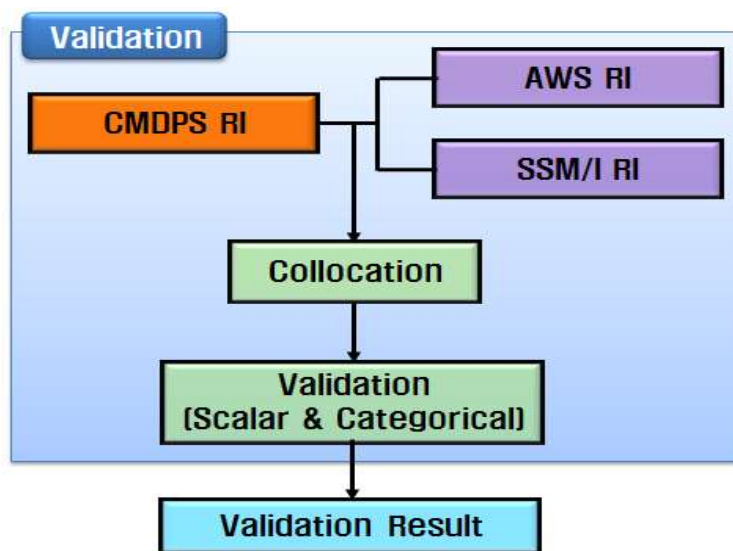 Validation
AWS RI
CMDPS RI
SSM/I RI
Collocation
Validation
(Scalar & Categorical)
Validation Result